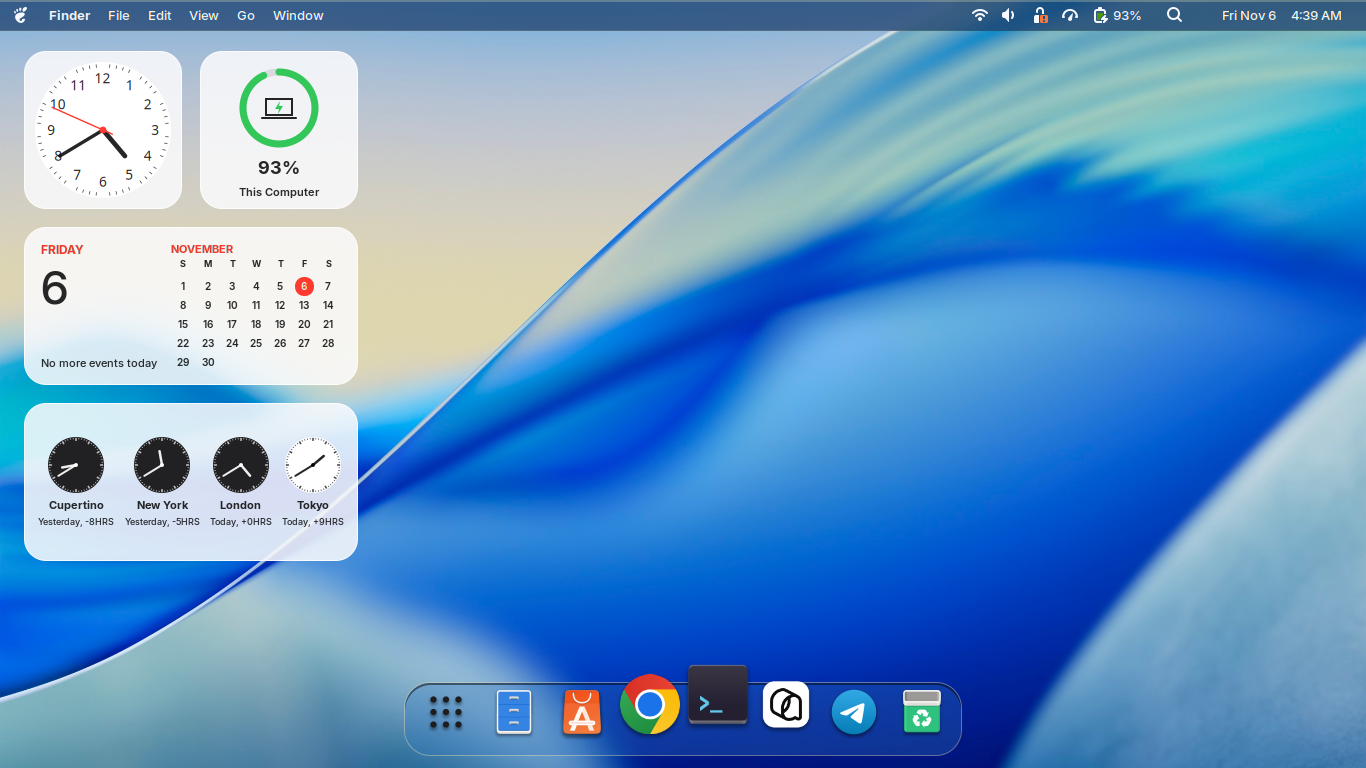 Finder File Edit View Go Window 93% Fri Nov 6 4:39 AM
12
11 1
10 2
9 3
8 4
7 5
6
93%
This Computer
FRIDAY
6
No more events today
NOVEMBER
S M T W T F S
1 2 3 4 5 6 7
8 9 10 11 12 13 14
15 16 17 18 19 20 21
22 23 24 25 26 27 28
29 30
Cupertino New York London Tokyo
Yesterday, -8HRS Yesterday, -5HRS Today, +0HRS Today, +9HRS
>_